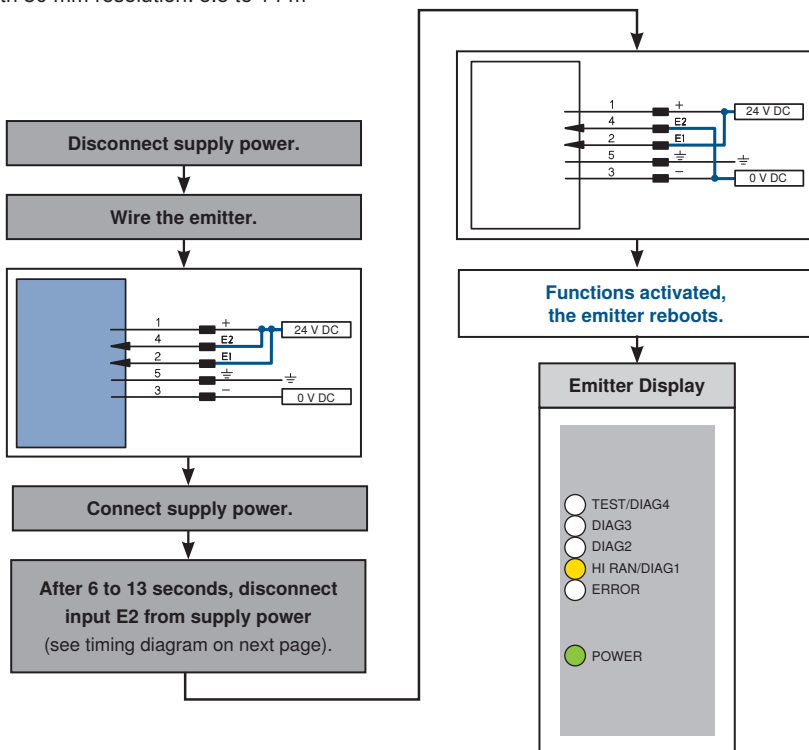 Disconnect supply power.
Wire the emitter.
1 +
24 V DC
4 E2
2 E1
5
3 −
0 V DC
Connect supply power.
After 6 to 13 seconds, disconnect
input E2 from supply power
(see timing diagram on next page).
1 +
24 V DC
4 E2
2 E1
5
3 −
0 V DC
Functions activated,
the emitter reboots.
Emitter Display
TEST/DIAG4
DIAG3
DIAG2
HI RAN/DIAG1
ERROR
POWER